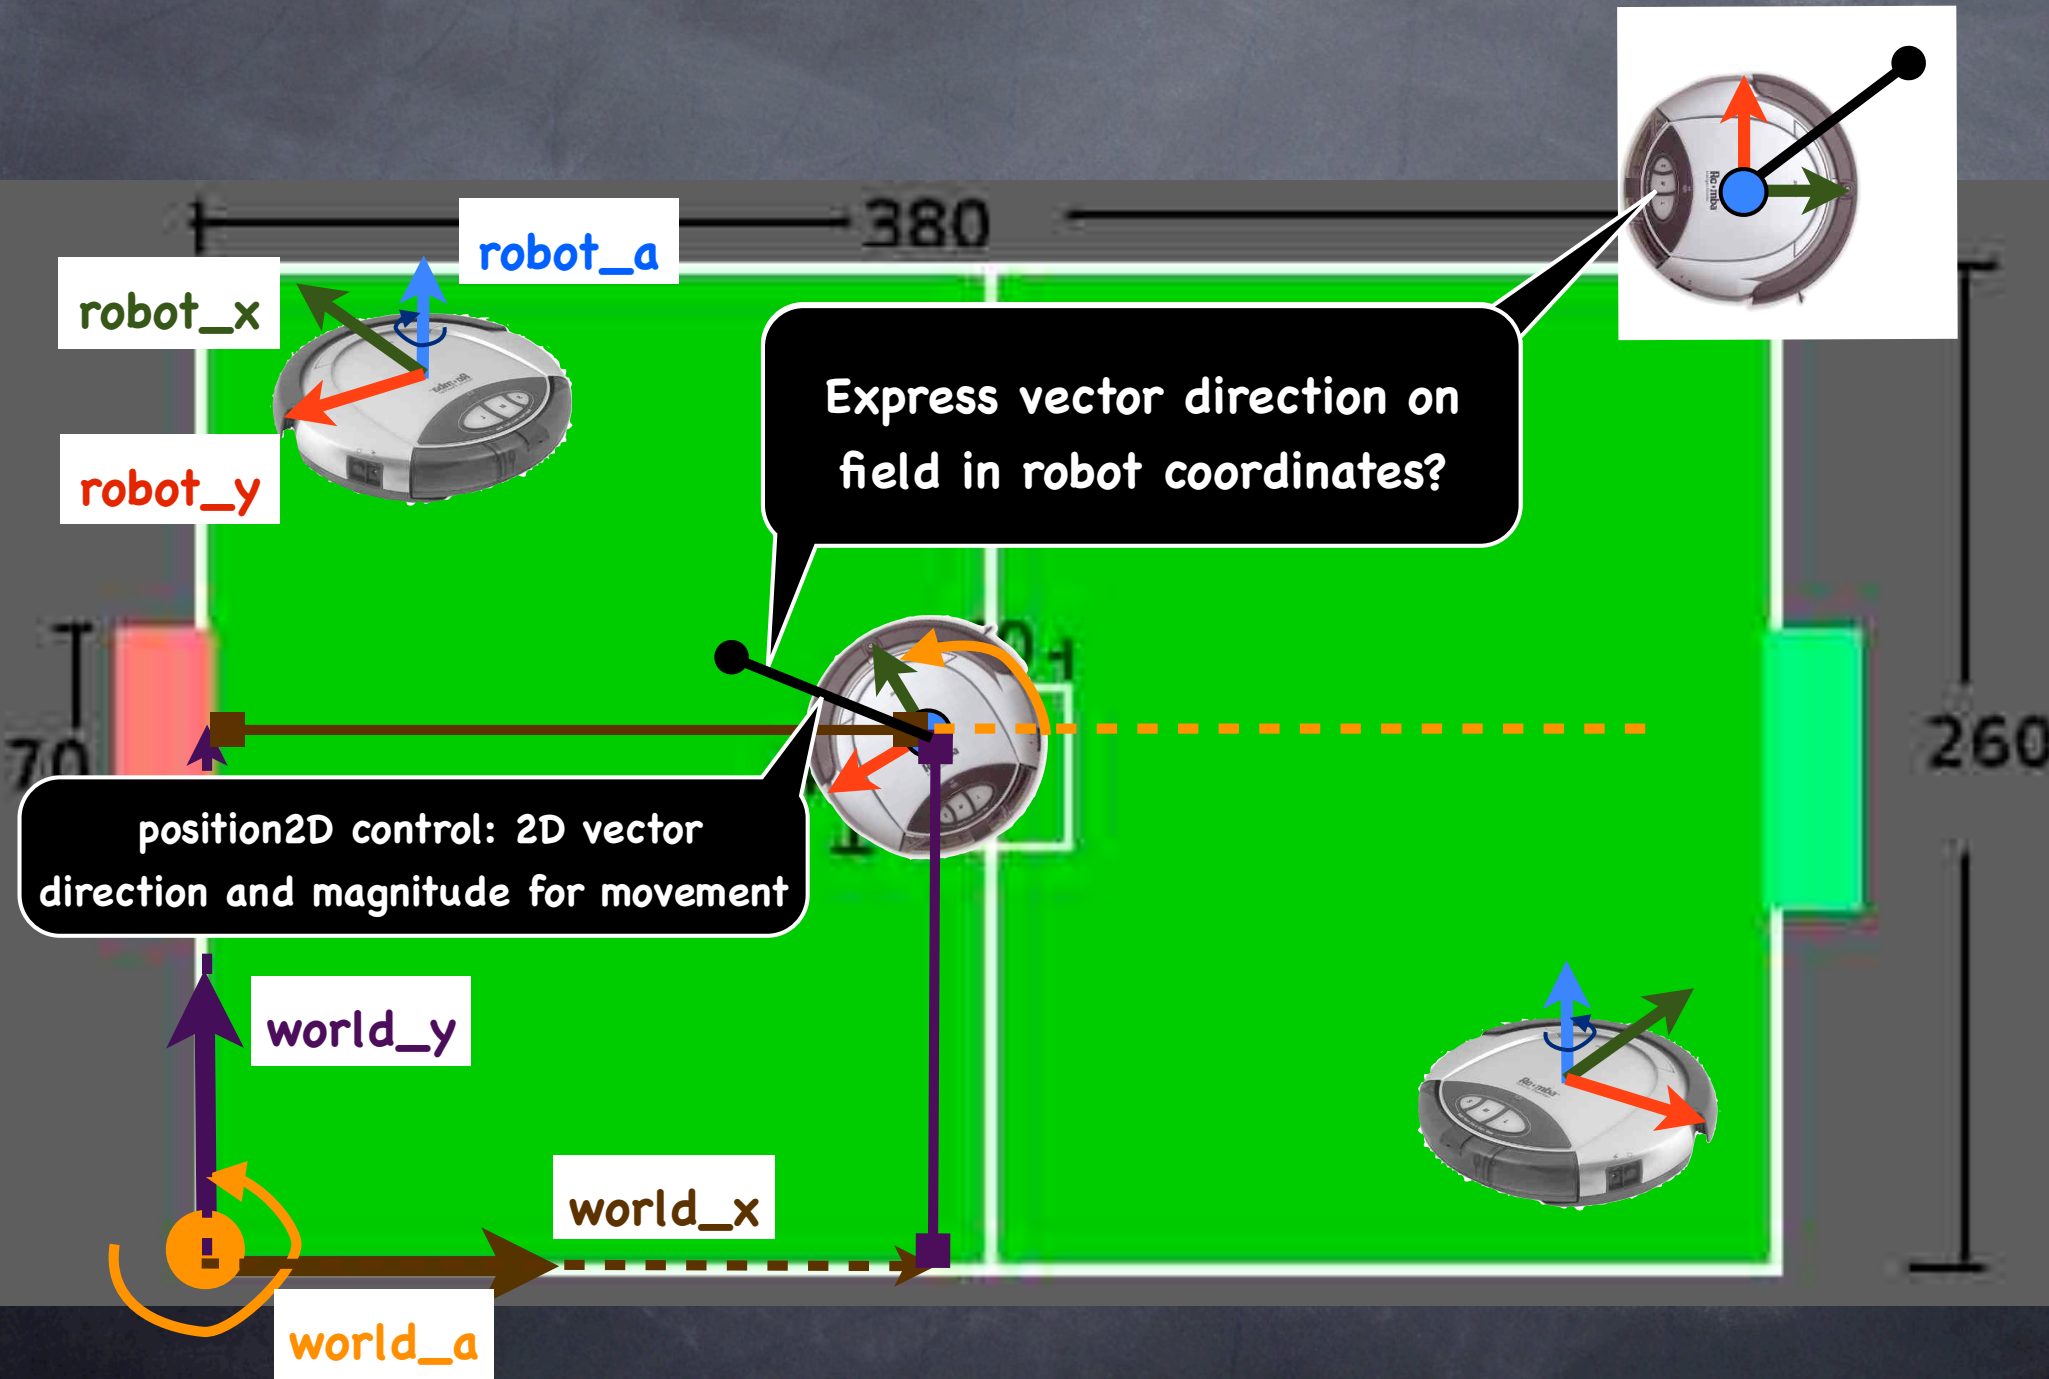 380
robot_a
robot_x
robot_y
Express vector direction on
field in robot coordinates?
70
260
position2D control: 2D vector
direction and magnitude for movement
world_y
world_x
world_a